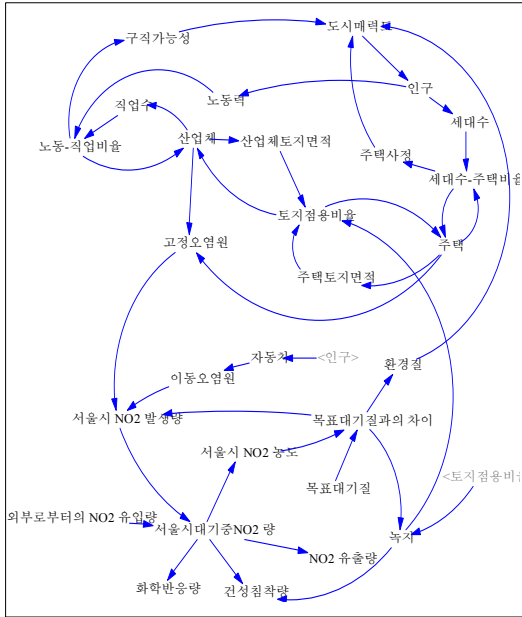 도시매력도
구직가능성
인구
노동력
직업수
세대수
산업체
산업체토지면적
노동-직업비율
주택사정
세대수-주택비율
토지점용비율
고정오염원
주택
주택토지면적
자동차
<인구>
환경질
이동오염원
서울시 NO2 발생량
목표대기질과의 차이
서울시 NO2 농도
<토지점용비율
목표대기질
외부로부터의 NO2 유입량
서울시대기중NO2 량
녹지
NO2 유출량
화학반응량
건성침착량